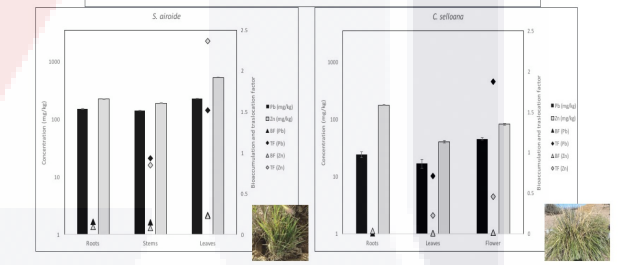 S. airoide
C. selloana
Concentration (mg/kg)
1000
100
10
1
2.5
2
1.5
1
0.5
0
Bioaccumulation and traslocation factor
Roots
Stems
Leaves
Pb (mg/kg)
Zn (mg/kg)
BF (Pb)
TF (Pb)
BF (Zn)
TF (Zn)
Concentration (mg/kg)
1000
100
10
1
2.5
2
1.5
1
0.5
0
Bioaccumulation and traslocation factor
Roots
Leaves
Flower
Pb (mg/kg)
Zn (mg/kg)
BF (Pb)
TF (Pb)
BF (Zn)
TF (Zn)